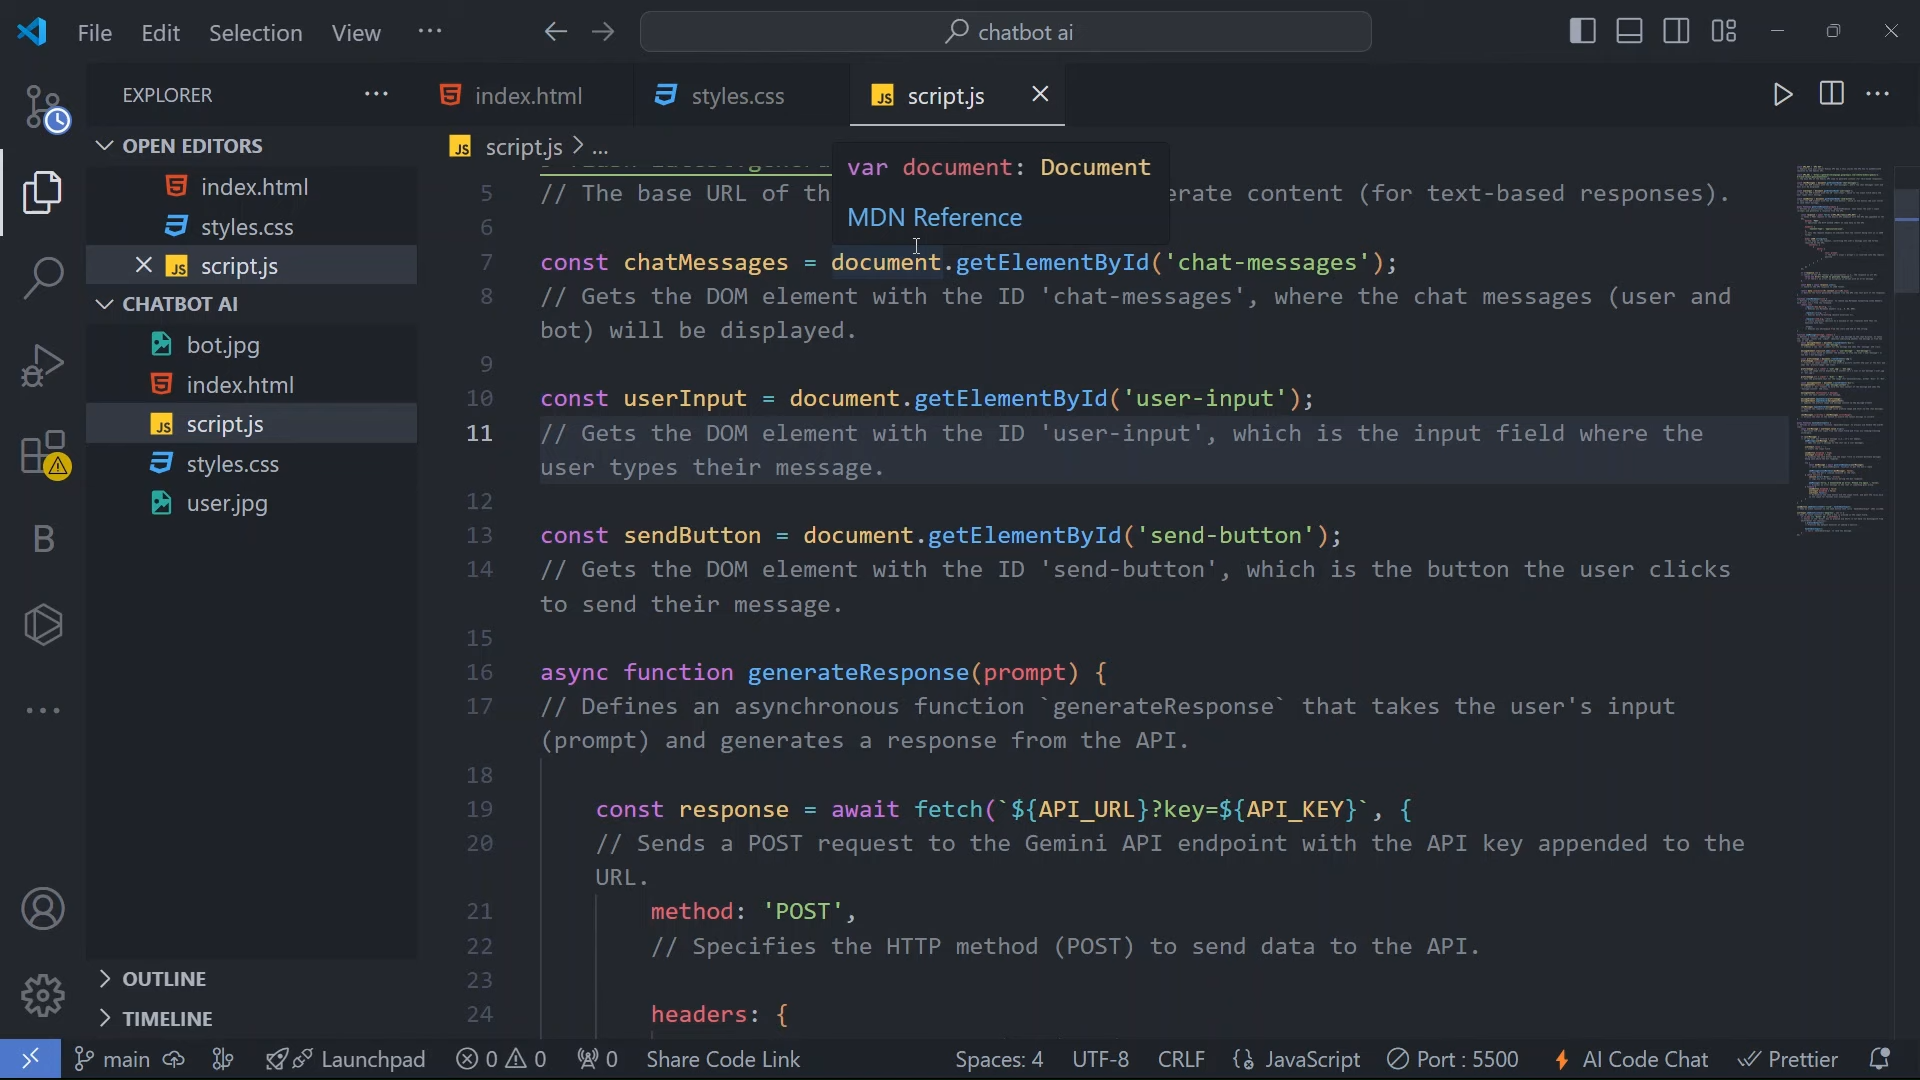 File Edit Selection View ...
chatbot ai
EXPLORER ...
OPEN EDITORS
index.html
styles.css
script.js
CHATBOT AI
bot.jpg
index.html
script.js
styles.css
user.jpg
OUTLINE
TIMELINE
B
index.html styles.css JS script.js
JS script.js > ...
var document: Document
MDN Reference
5 // The base URL of th erate content (for text-based responses).
6
7 const chatMessages = document.getElementById('chat-messages');
8 // Gets the DOM element with the ID 'chat-messages', where the chat messages (user and
bot) will be displayed.
9
10 const userInput = document.getElementById('user-input');
11 // Gets the DOM element with the ID 'user-input', which is the input field where the
user types their message.
12
13 const sendButton = document.getElementById('send-button');
14 // Gets the DOM element with the ID 'send-button', which is the button the user clicks
to send their message.
15
16 async function generateResponse(prompt) {
17 // Defines an asynchronous function `generateResponse` that takes the user's input
(prompt) and generates a response from the API.
18
19 const response = await fetch(`${API_URL}?key=${API_KEY}`, {
20 // Sends a POST request to the Gemini API endpoint with the API key appended to the
URL.
21 method: 'POST',
22 // Specifies the HTTP method (POST) to send data to the API.
23
24 headers: {
main Launchpad 0 0 0 Share Code Link Spaces: 4 UTF-8 CRLF {} JavaScript Port : 5500 AI Code Chat Prettier